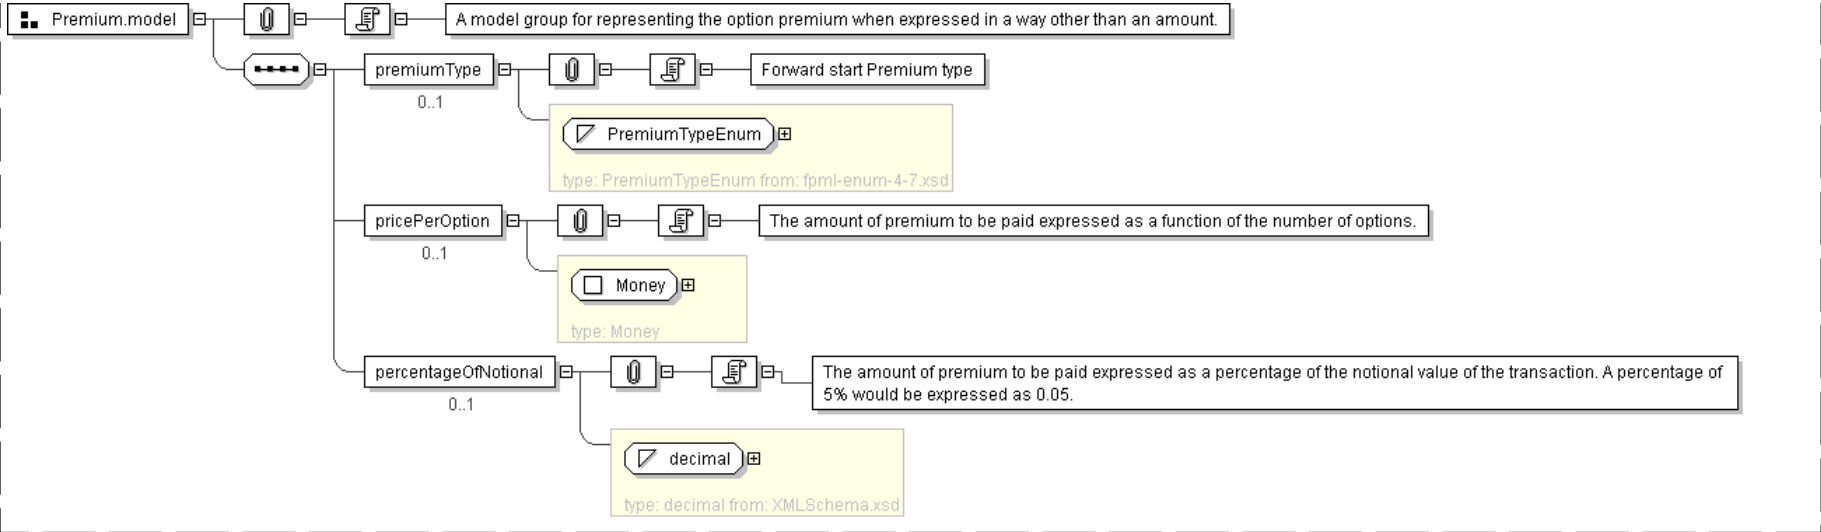 Premium.model
A model group for representing the option premium when expressed in a way other than an amount.
premiumType
Forward start Premium type
0..1
PremiumTypeEnum
type: PremiumTypeEnum from: fpml-enum-4-7.xsd
pricePerOption
The amount of premium to be paid expressed as a function of the number of options.
0..1
Money
type: Money
percentageOfNotional
The amount of premium to be paid expressed as a percentage of the notional value of the transaction. A percentage of
5% would be expressed as 0.05.
0..1
decimal
type: decimal from: XMLSchema.xsd